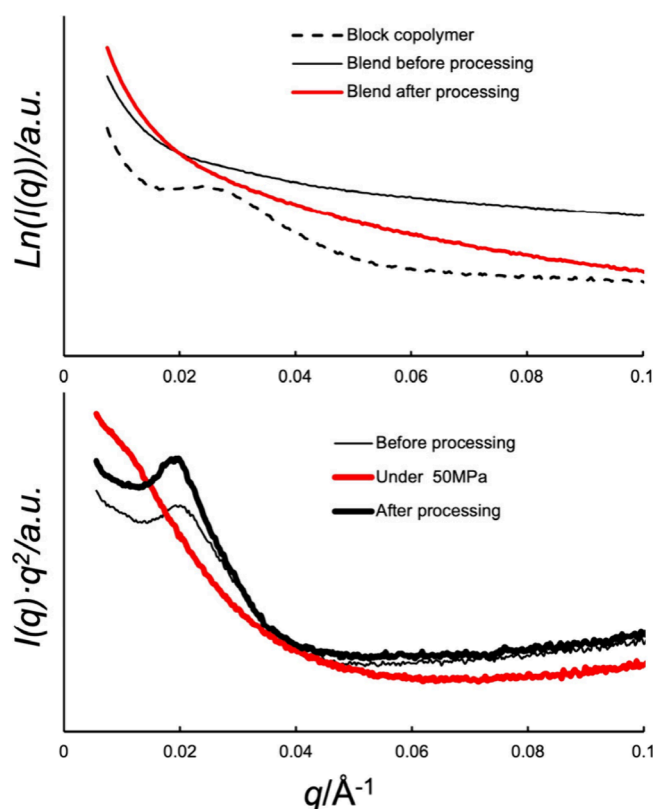 Ln(I(q))/a.u.
Block copolymer
Blend before processing
Blend after processing
0 0.02 0.04 0.06 0.08 0.1
I(q)·q²/a.u.
Before processing
Under 50MPa
After processing
0 0.02 0.04 0.06 0.08 0.1
q/Å⁻¹